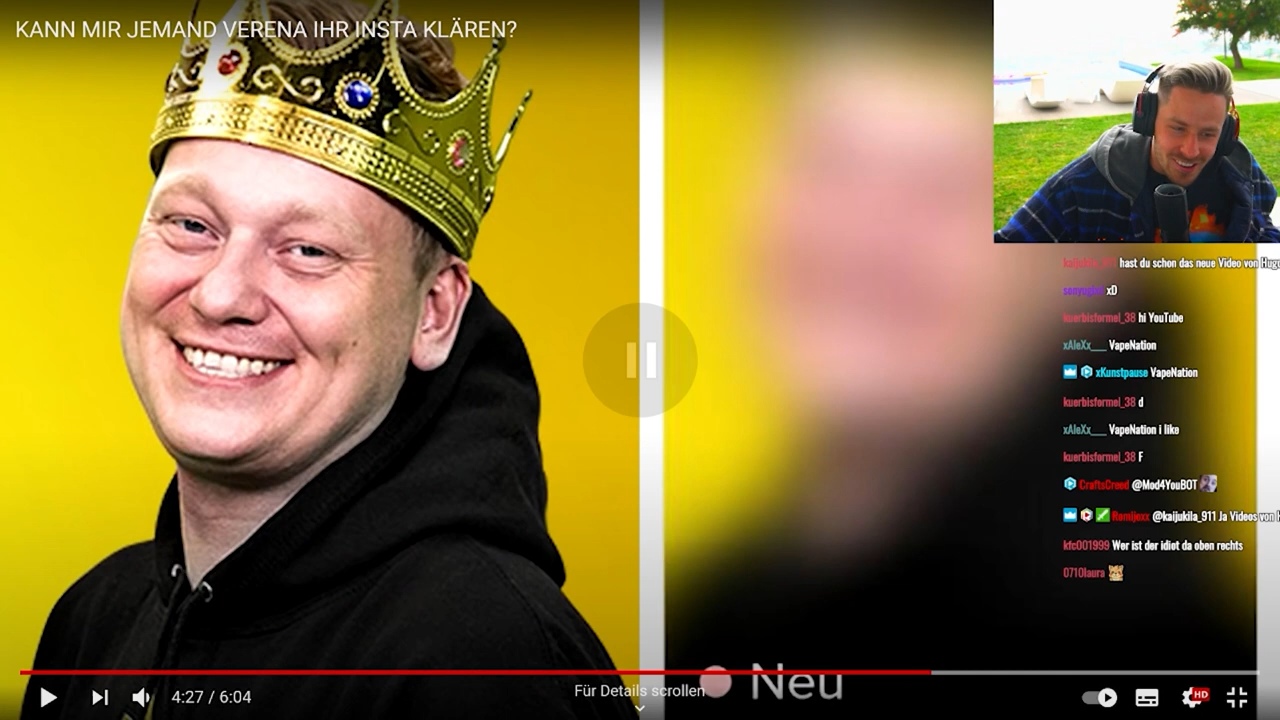 KANN MIR JEMAND VERENA IHR INSTA KLÄREN?
hast du schon das neue Video von Hugo
xD
kuerbisformel_38 hi YouTube
xAleXx___ VapeNation
xKunstpause VapeNation
kuerbisformel_38 d
xAleXx___ VapeNation i like
kuerbisformel_38 F
CraftsCreed @Mod4YouBOT
@kaijukila_911 Ja Videos von
kfc001999 Wer ist der idiot da oben rechts
0710laura
Neu
Für Details scrollen
4:27 / 6:04
HD